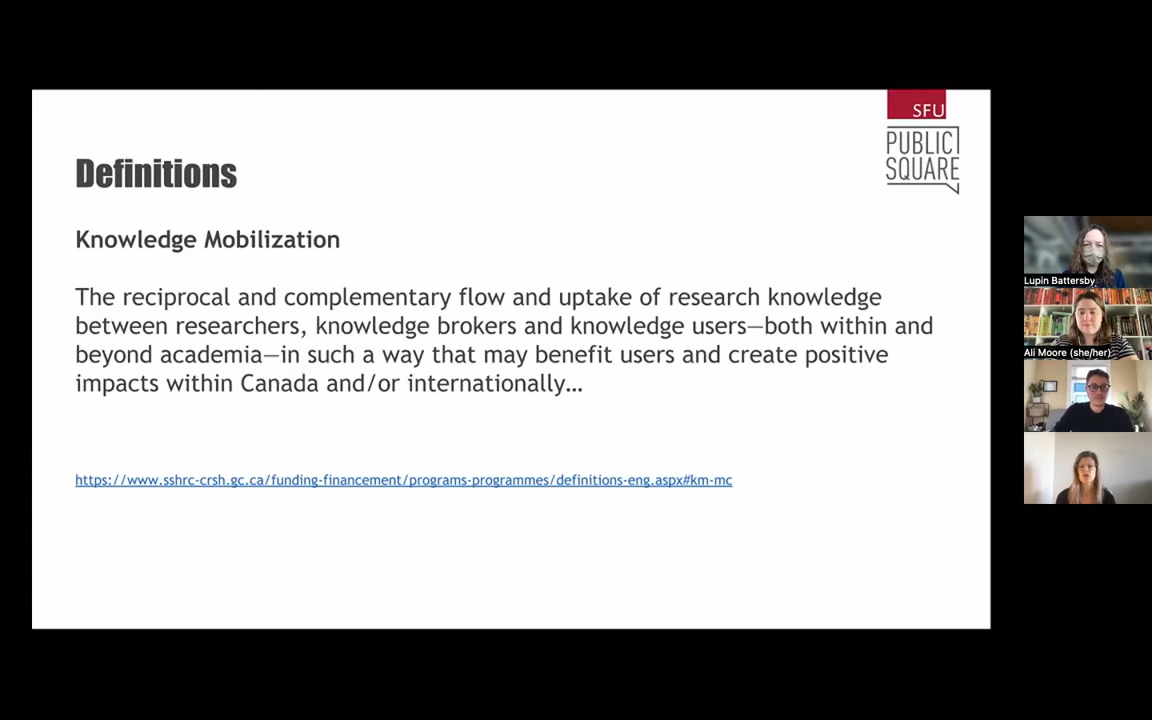 SFU
PUBLIC
SQUARE
Definitions
Knowledge Mobilization
The reciprocal and complementary flow and uptake of research knowledge
between researchers, knowledge brokers and knowledge users—both within and
beyond academia—in such a way that may benefit users and create positive
impacts within Canada and/or internationally…
https://www.sshrc-crsh.gc.ca/funding-financement/programs-programmes/definitions-eng.aspx#km-mc
Lupin Battersby
Ali Moore (she/her)